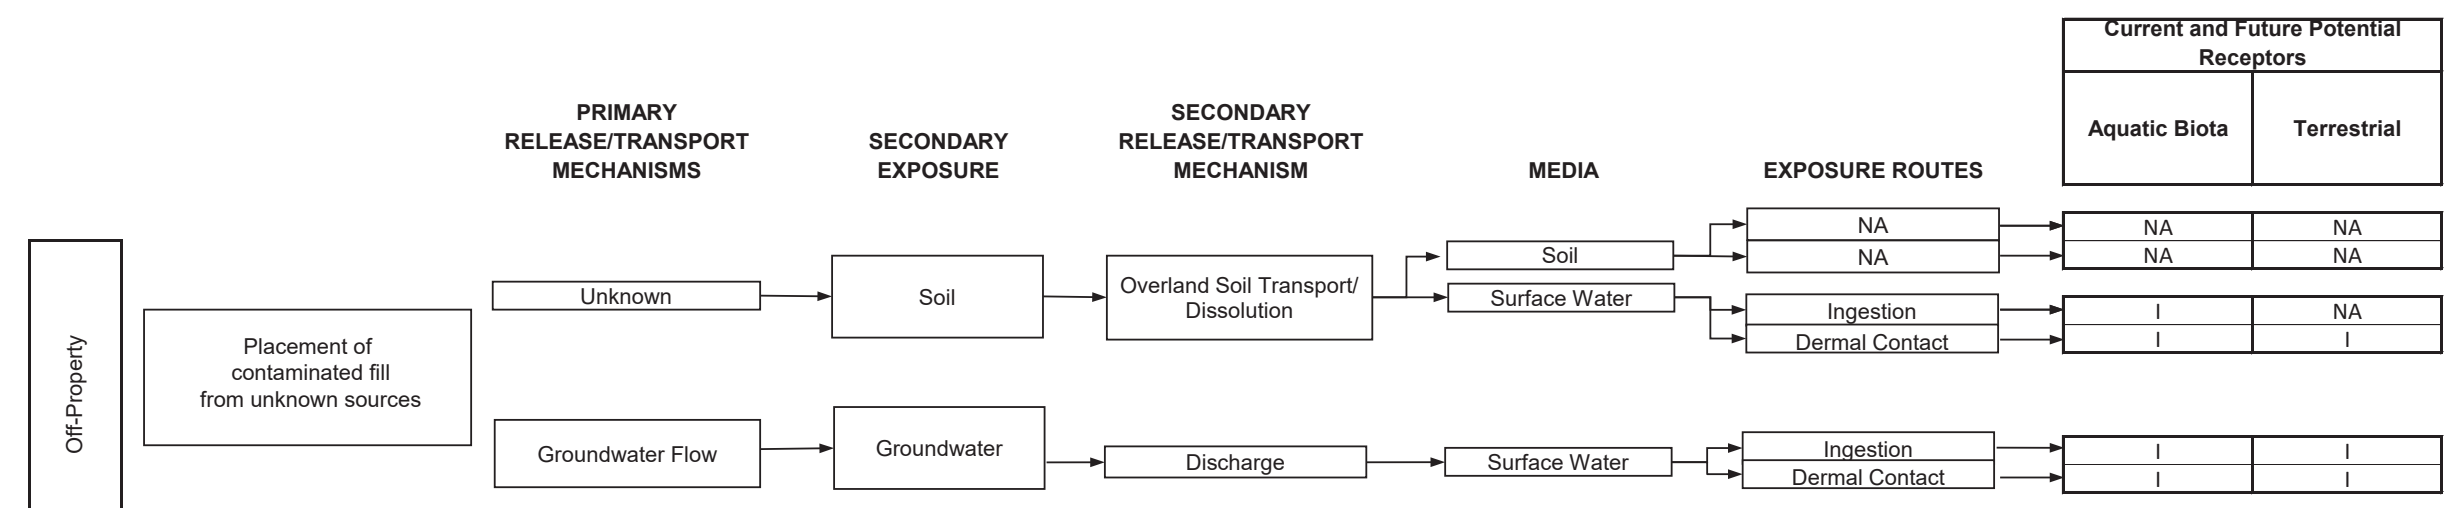 Current and Future Potential
Receptors
Aquatic Biota
Terrestrial
PRIMARY
RELEASE/TRANSPORT
MECHANISMS
SECONDARY
EXPOSURE
SECONDARY
RELEASE/TRANSPORT
MECHANISM
MEDIA
EXPOSURE ROUTES
Off-Property
Placement of
contaminated fill
from unknown sources
Unknown
Soil
Overland Soil Transport/
Dissolution
Soil
NA
NA
NA
NA
NA
NA
Surface Water
Ingestion
I
NA
Dermal Contact
I
I
Groundwater Flow
Groundwater
Discharge
Surface Water
Ingestion
I
I
Dermal Contact
I
I